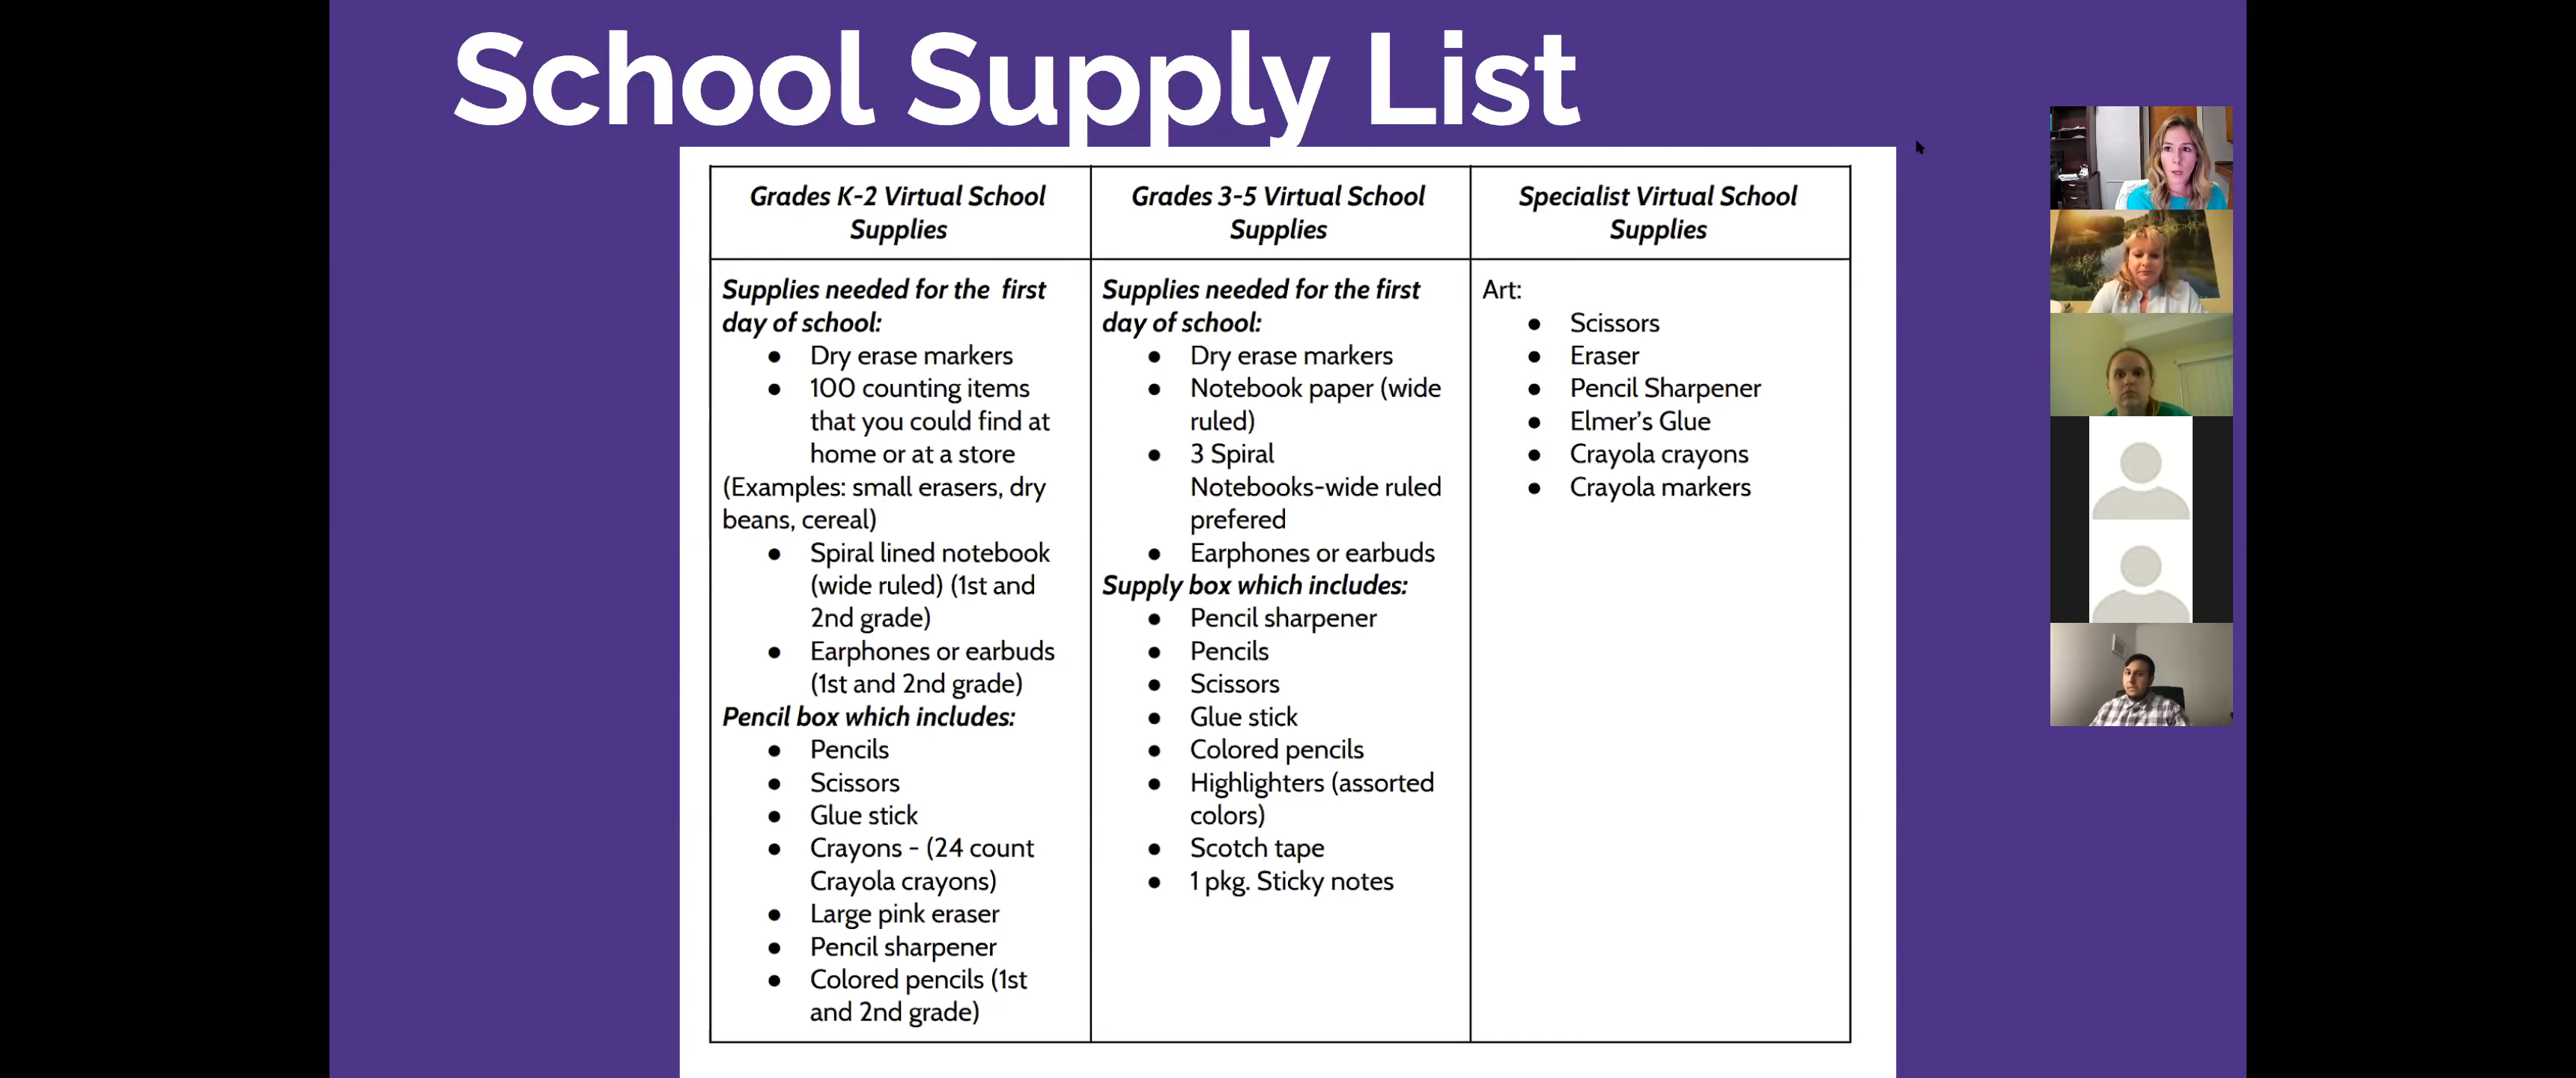 School Supply List
Grades K-2 Virtual School
Supplies
Grades 3-5 Virtual School
Supplies
Specialist Virtual School
Supplies
Supplies needed for the first
day of school:
● Dry erase markers
● 100 counting items
that you could find at
home or at a store
(Examples: small erasers, dry
beans, cereal)
● Spiral lined notebook
(wide ruled) (1st and
2nd grade)
● Earphones or earbuds
(1st and 2nd grade)
Pencil box which includes:
● Pencils
● Scissors
● Glue stick
● Crayons - (24 count
Crayola crayons)
● Large pink eraser
● Pencil sharpener
● Colored pencils (1st
and 2nd grade)
Supplies needed for the first
day of school:
● Dry erase markers
● Notebook paper (wide
ruled)
● 3 Spiral
Notebooks-wide ruled
prefered
● Earphones or earbuds
Supply box which includes:
● Pencil sharpener
● Pencils
● Scissors
● Glue stick
● Colored pencils
● Highlighters (assorted
colors)
● Scotch tape
● 1 pkg. Sticky notes
Art:
● Scissors
● Eraser
● Pencil Sharpener
● Elmer's Glue
● Crayola crayons
● Crayola markers